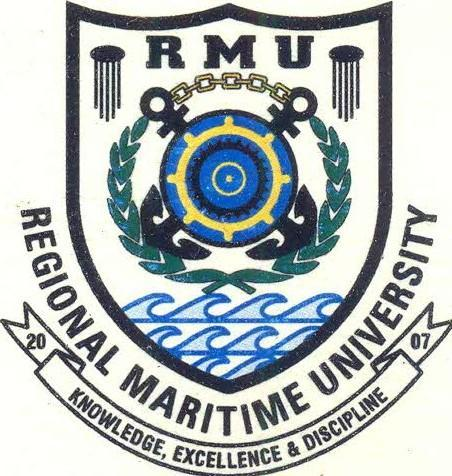 RMU
REGIONAL MARITIME UNIVERSITY
20 07
KNOWLEDGE, EXCELLENCE & DISCIPLINE